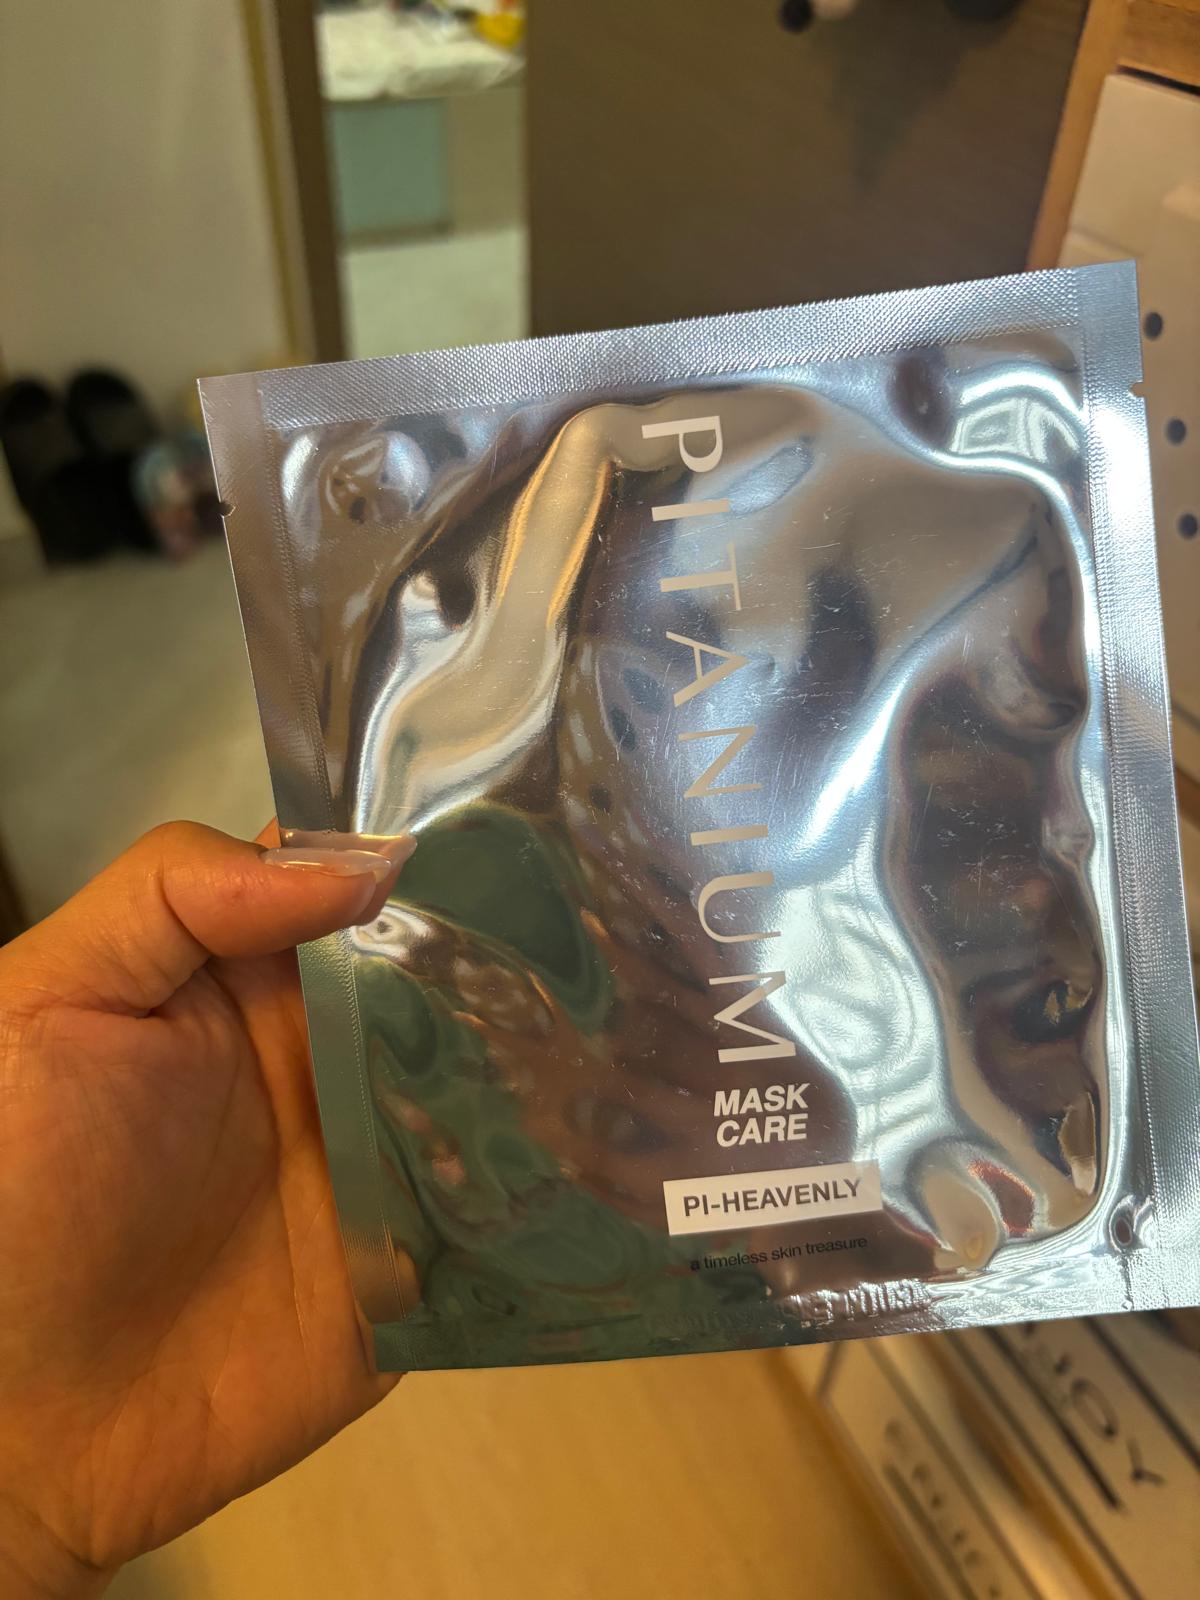 PITANIUM
MASK
CARE
PI-HEAVENLY
a timeless skin treasure